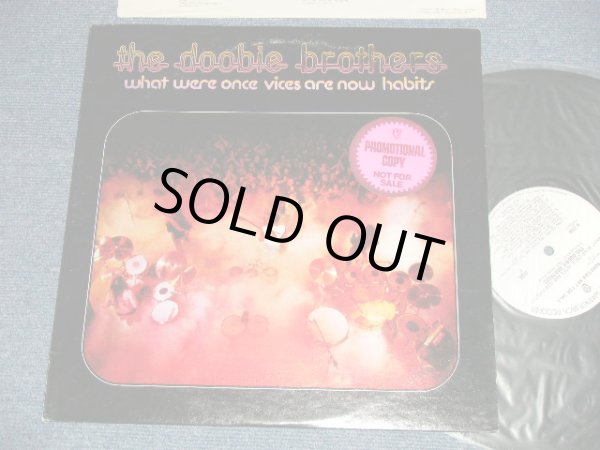 the doobie brothers
what were once vices are now habits
PROMOTIONAL
COPY
NOT FOR
SALE
SOLD OUT